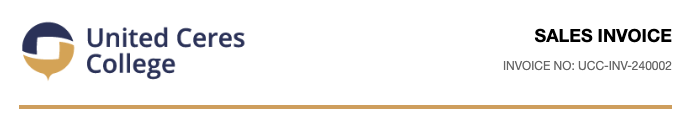 United Ceres
College
SALES INVOICE
INVOICE NO: UCC-INV-240002